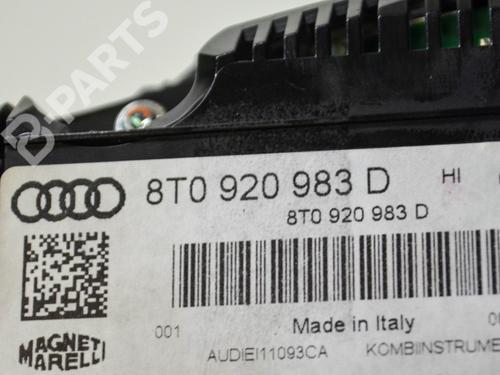 B-PARTS
8T0 920 983 D HI
8T0 920 983 D
001 Made in Italy
MAGNETI MARELLI
AUDIEI11093CA KOMBIINSTRUME